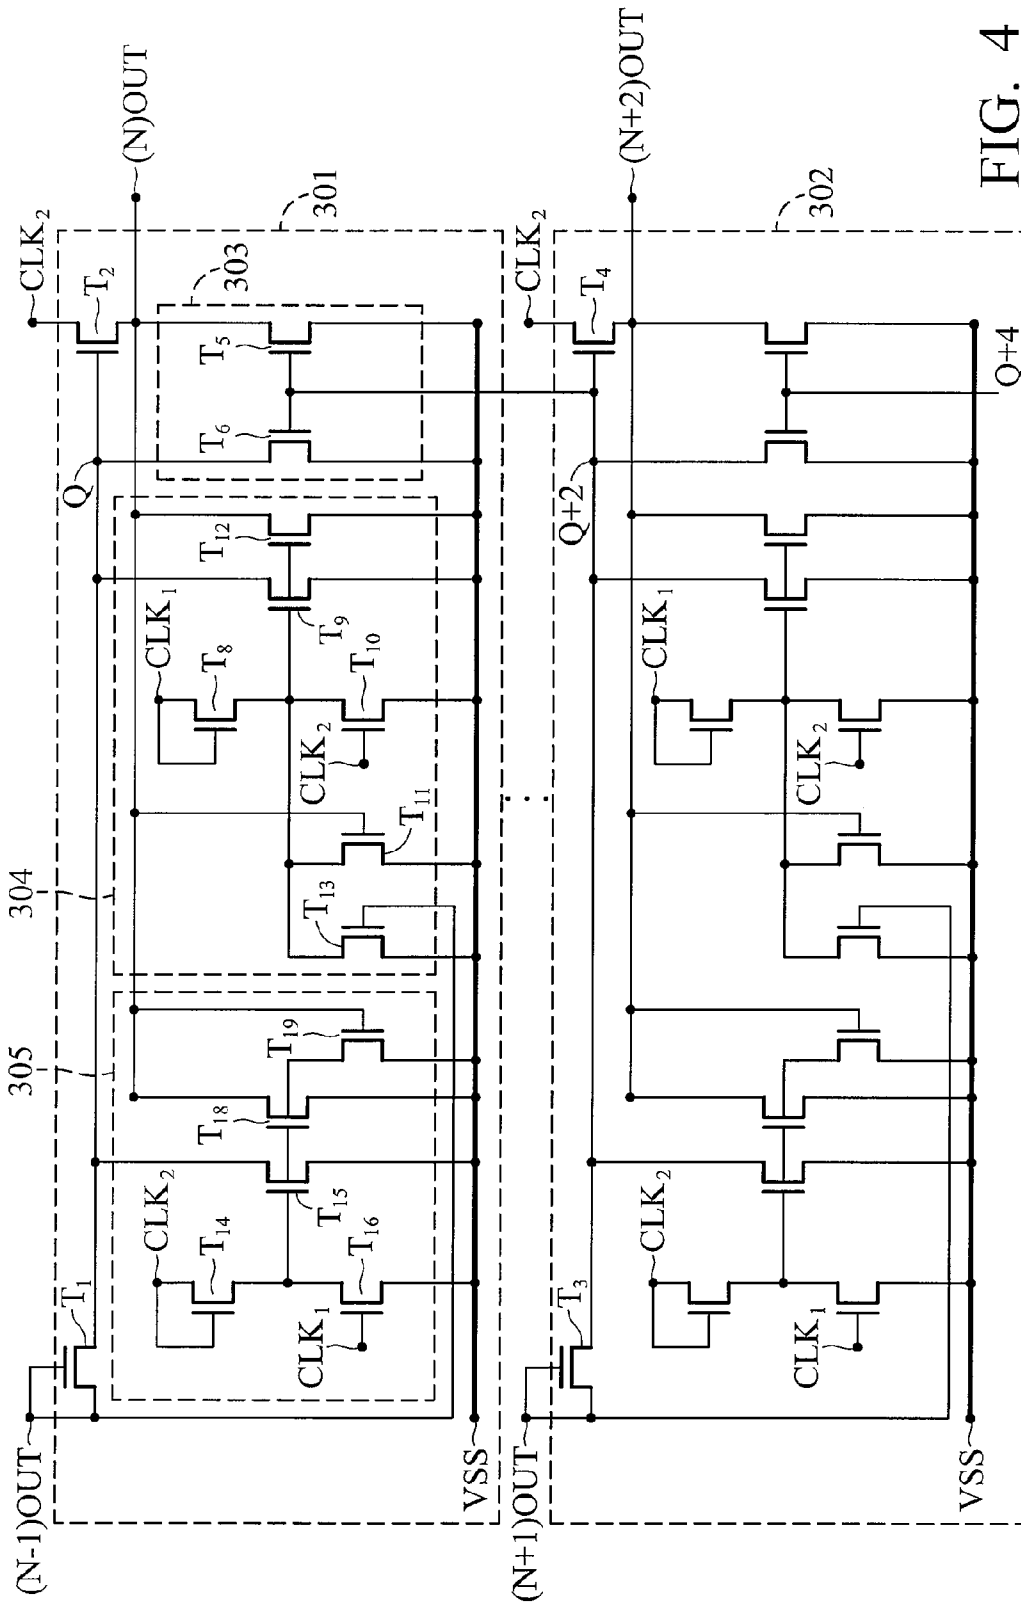 (N-1)OUT
T₁
Q
CLK₂
T₂
(N)OUT
305
304
301
303
CLK₂
T₁₄
CLK₁
T₁₆
T₁₅
T₁₈
T₁₉
T₁₃
T₁₁
CLK₁
T₈
CLK₂
T₁₀
T₉
T₁₂
T₆
T₅
VSS
...
(N+1)OUT
T₃
Q+2
CLK₂
T₄
(N+2)OUT
302
CLK₂
CLK₁
CLK₁
CLK₂
Q+4
VSS
FIG. 4